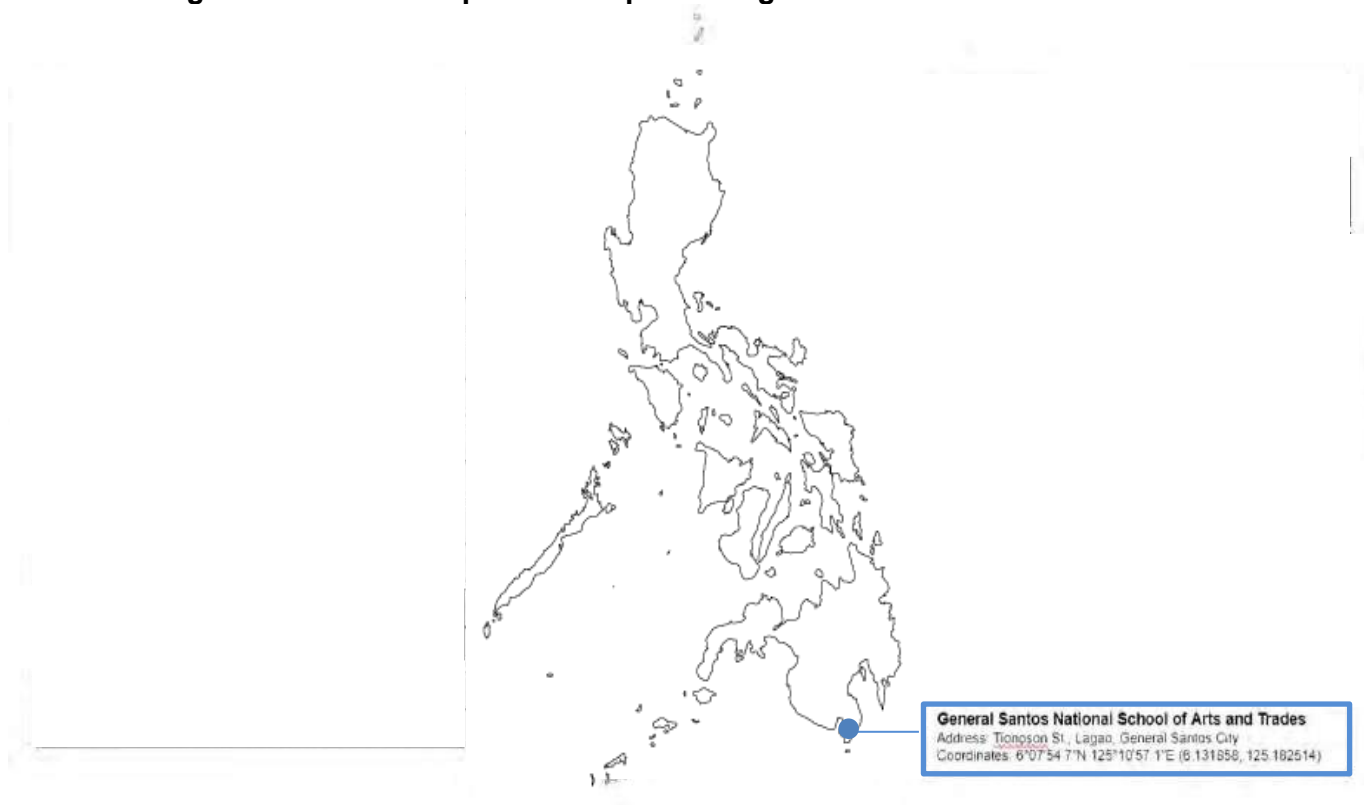 General Santos National School of Arts and Trades
Address: Tiongson St., Lagao, General Santos City
Coordinates: 6°07'54.7"N 125°10'57.1"E (6.131858, 125.182514)